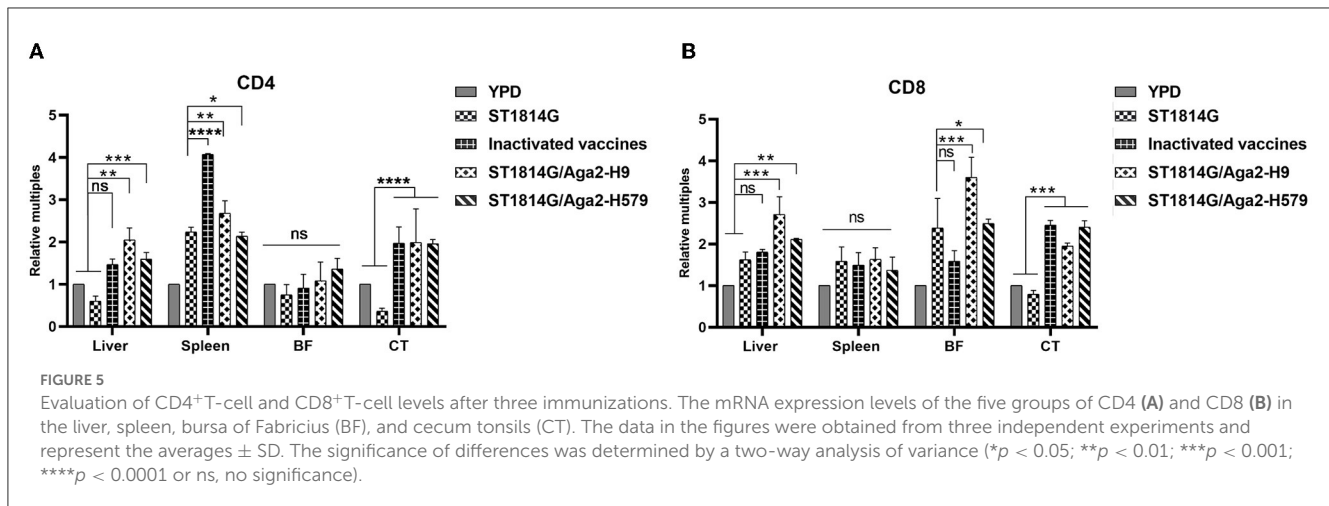 A
CD4
YPD
ST1814G
Inactivated vaccines
ST1814G/Aga2-H9
ST1814G/Aga2-H579
Relative multiples
5
4
3
2
1
0
ns
**
***
****
**
*
ns
****
Liver
Spleen
BF
CT
B
CD8
YPD
ST1814G
Inactivated vaccines
ST1814G/Aga2-H9
ST1814G/Aga2-H579
Relative multiples
5
4
3
2
1
0
ns
***
**
ns
ns
***
*
***
Liver
Spleen
BF
CT
FIGURE 5
Evaluation of CD4+T-cell and CD8+T-cell levels after three immunizations. The mRNA expression levels of the five groups of CD4 (A) and CD8 (B) in
the liver, spleen, bursa of Fabricius (BF), and cecum tonsils (CT). The data in the figures were obtained from three independent experiments and
represent the averages ± SD. The significance of differences was determined by a two-way analysis of variance (*p < 0.05; **p < 0.01; ***p < 0.001;
****p < 0.0001 or ns, no significance).